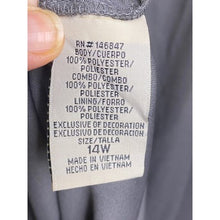 RN# 146847
BODY/CUERPO
100% POLYESTER/
POLIESTER
COMBO/COMBO
100% POLYESTER/
POLIESTER
LINING/FORRO
100% POLYESTER/
POLIESTER
EXCLUSIVE OF DECORATION
EXCLUSIVO DE DECORACION
SIZE/TALLA
14W
MADE IN VIETNAM
HECHO EN VIETNAM